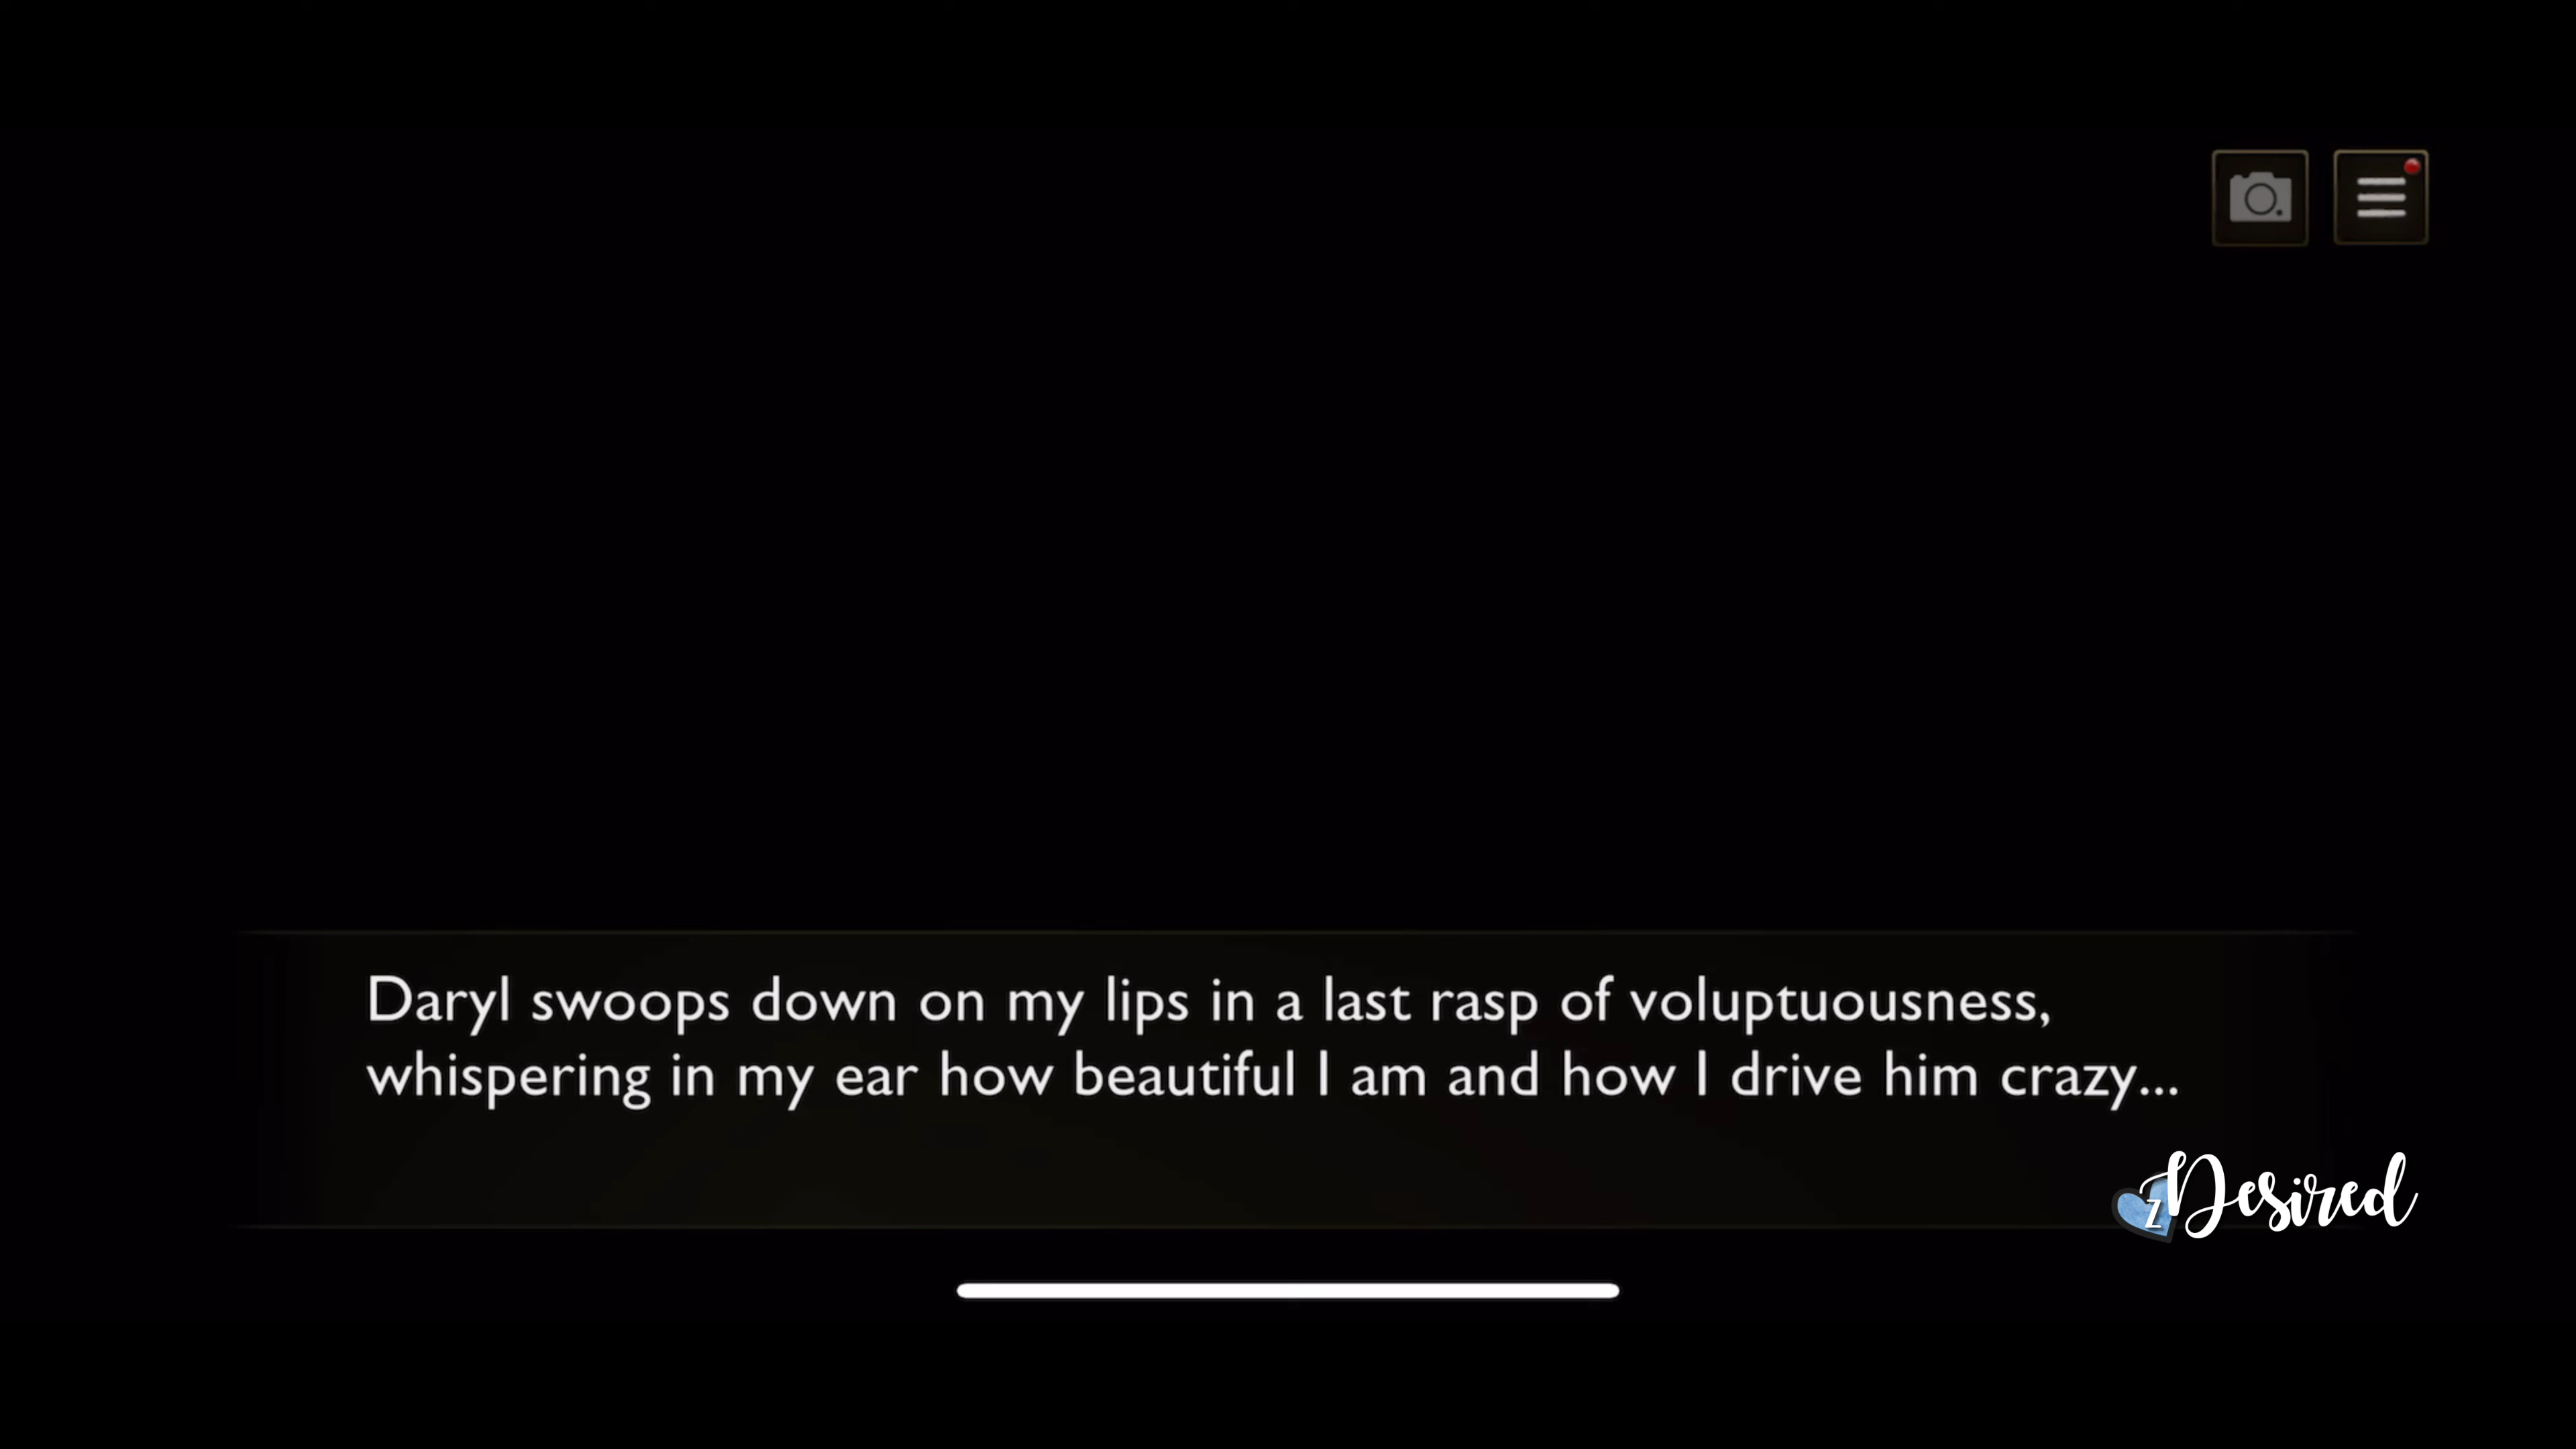 Daryl swoops down on my lips in a last rasp of voluptuousness,
whispering in my ear how beautiful I am and how I drive him crazy...
zDesired